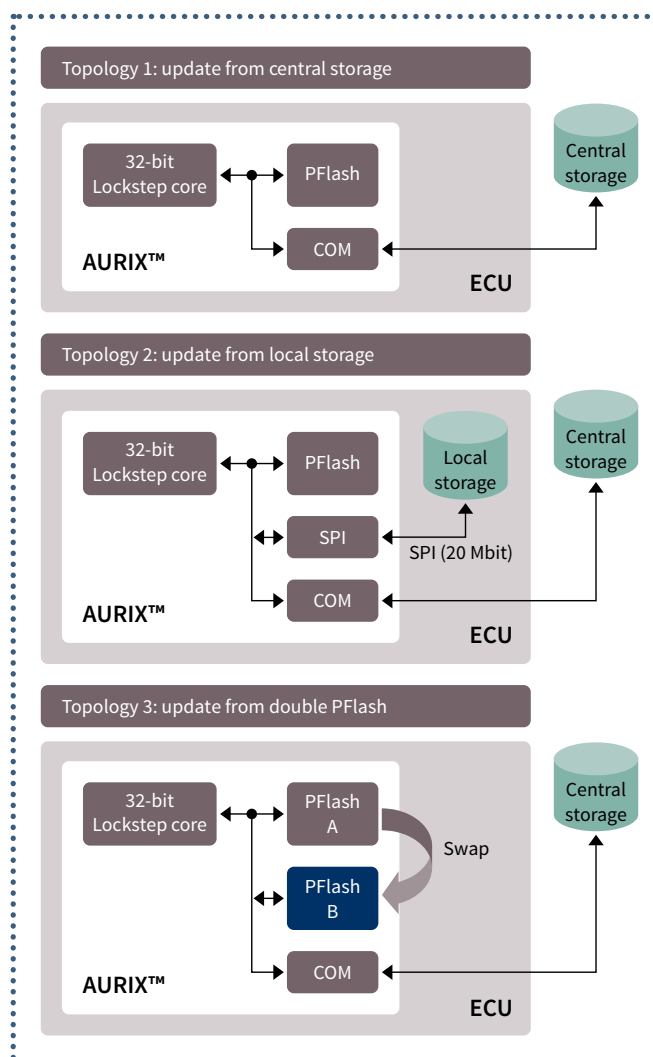 Topology 1: update from central storage
32-bit
Lockstep core
PFlash
COM
AURIX™
ECU
Central
storage
Topology 2: update from local storage
32-bit
Lockstep core
PFlash
SPI
COM
Local
storage
SPI (20 Mbit)
AURIX™
ECU
Central
storage
Topology 3: update from double PFlash
32-bit
Lockstep core
PFlash
A
Swap
PFlash
B
COM
AURIX™
ECU
Central
storage